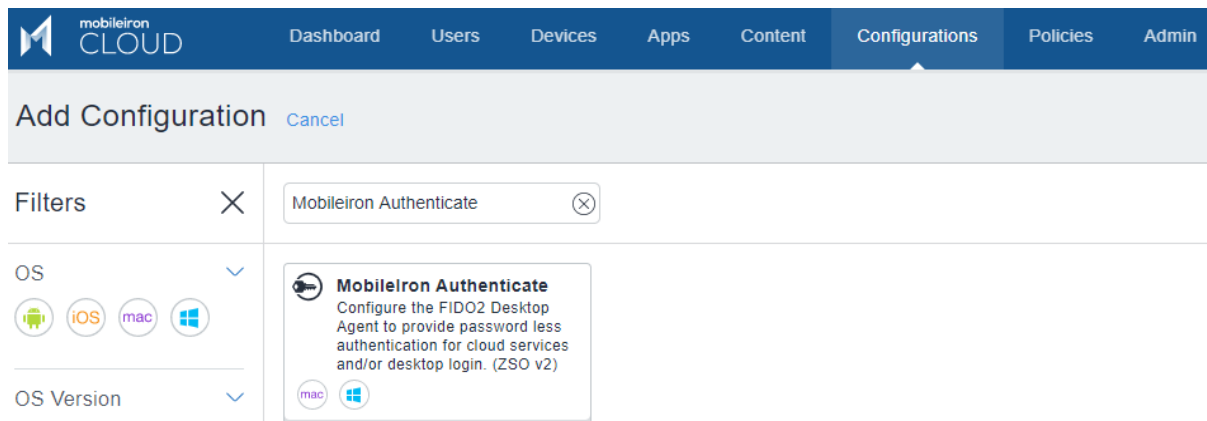 mobileiron
CLOUD
Dashboard Users Devices Apps Content Configurations Policies Admin
Add Configuration Cancel
Filters
Mobileiron Authenticate
OS
iOS mac
OS Version
MobileIron Authenticate
Configure the FIDO2 Desktop
Agent to provide password less
authentication for cloud services
and/or desktop login. (ZSO v2)
mac